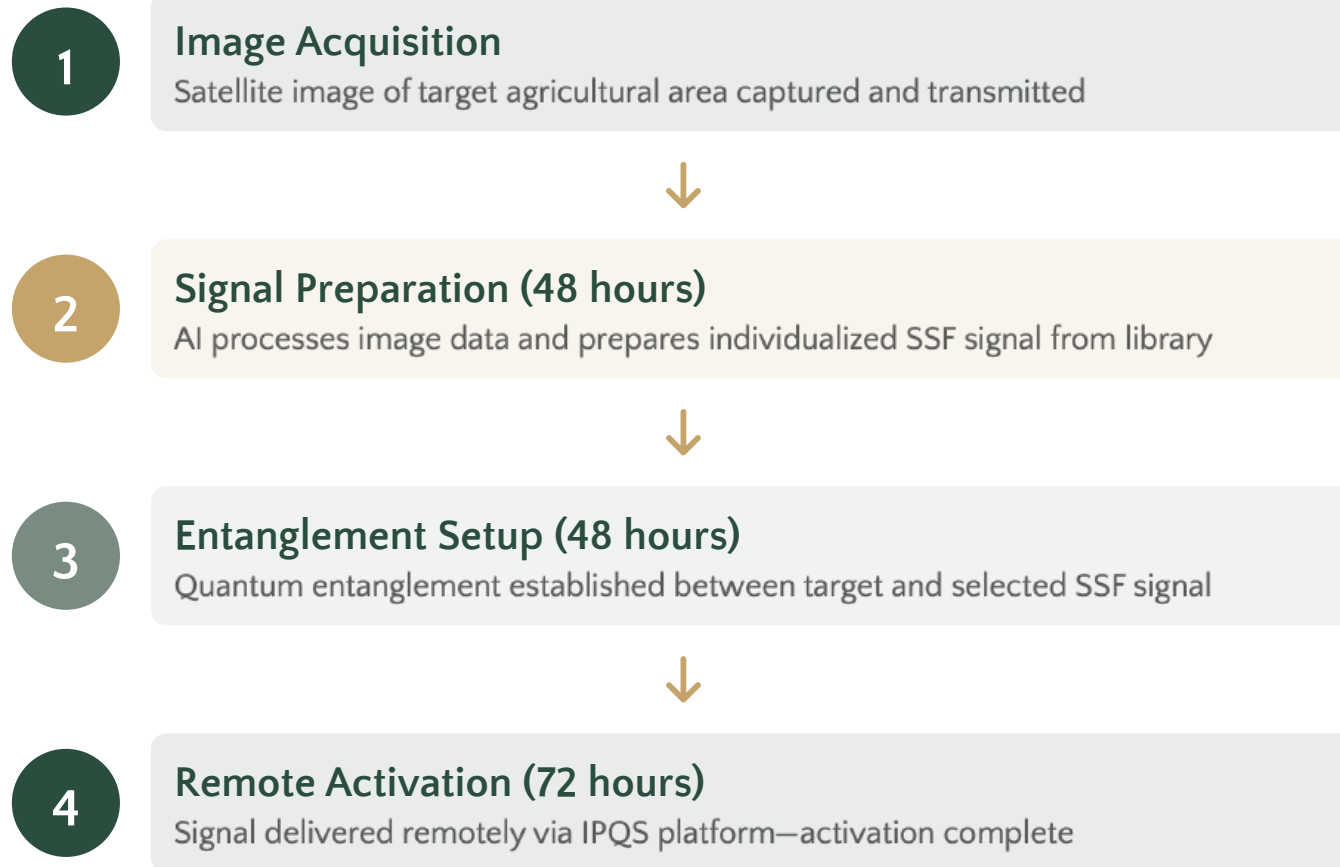 1
Image Acquisition
Satellite image of target agricultural area captured and transmitted
2
Signal Preparation (48 hours)
AI processes image data and prepares individualized SSF signal from library
3
Entanglement Setup (48 hours)
Quantum entanglement established between target and selected SSF signal
4
Remote Activation (72 hours)
Signal delivered remotely via IPQS platform—activation complete